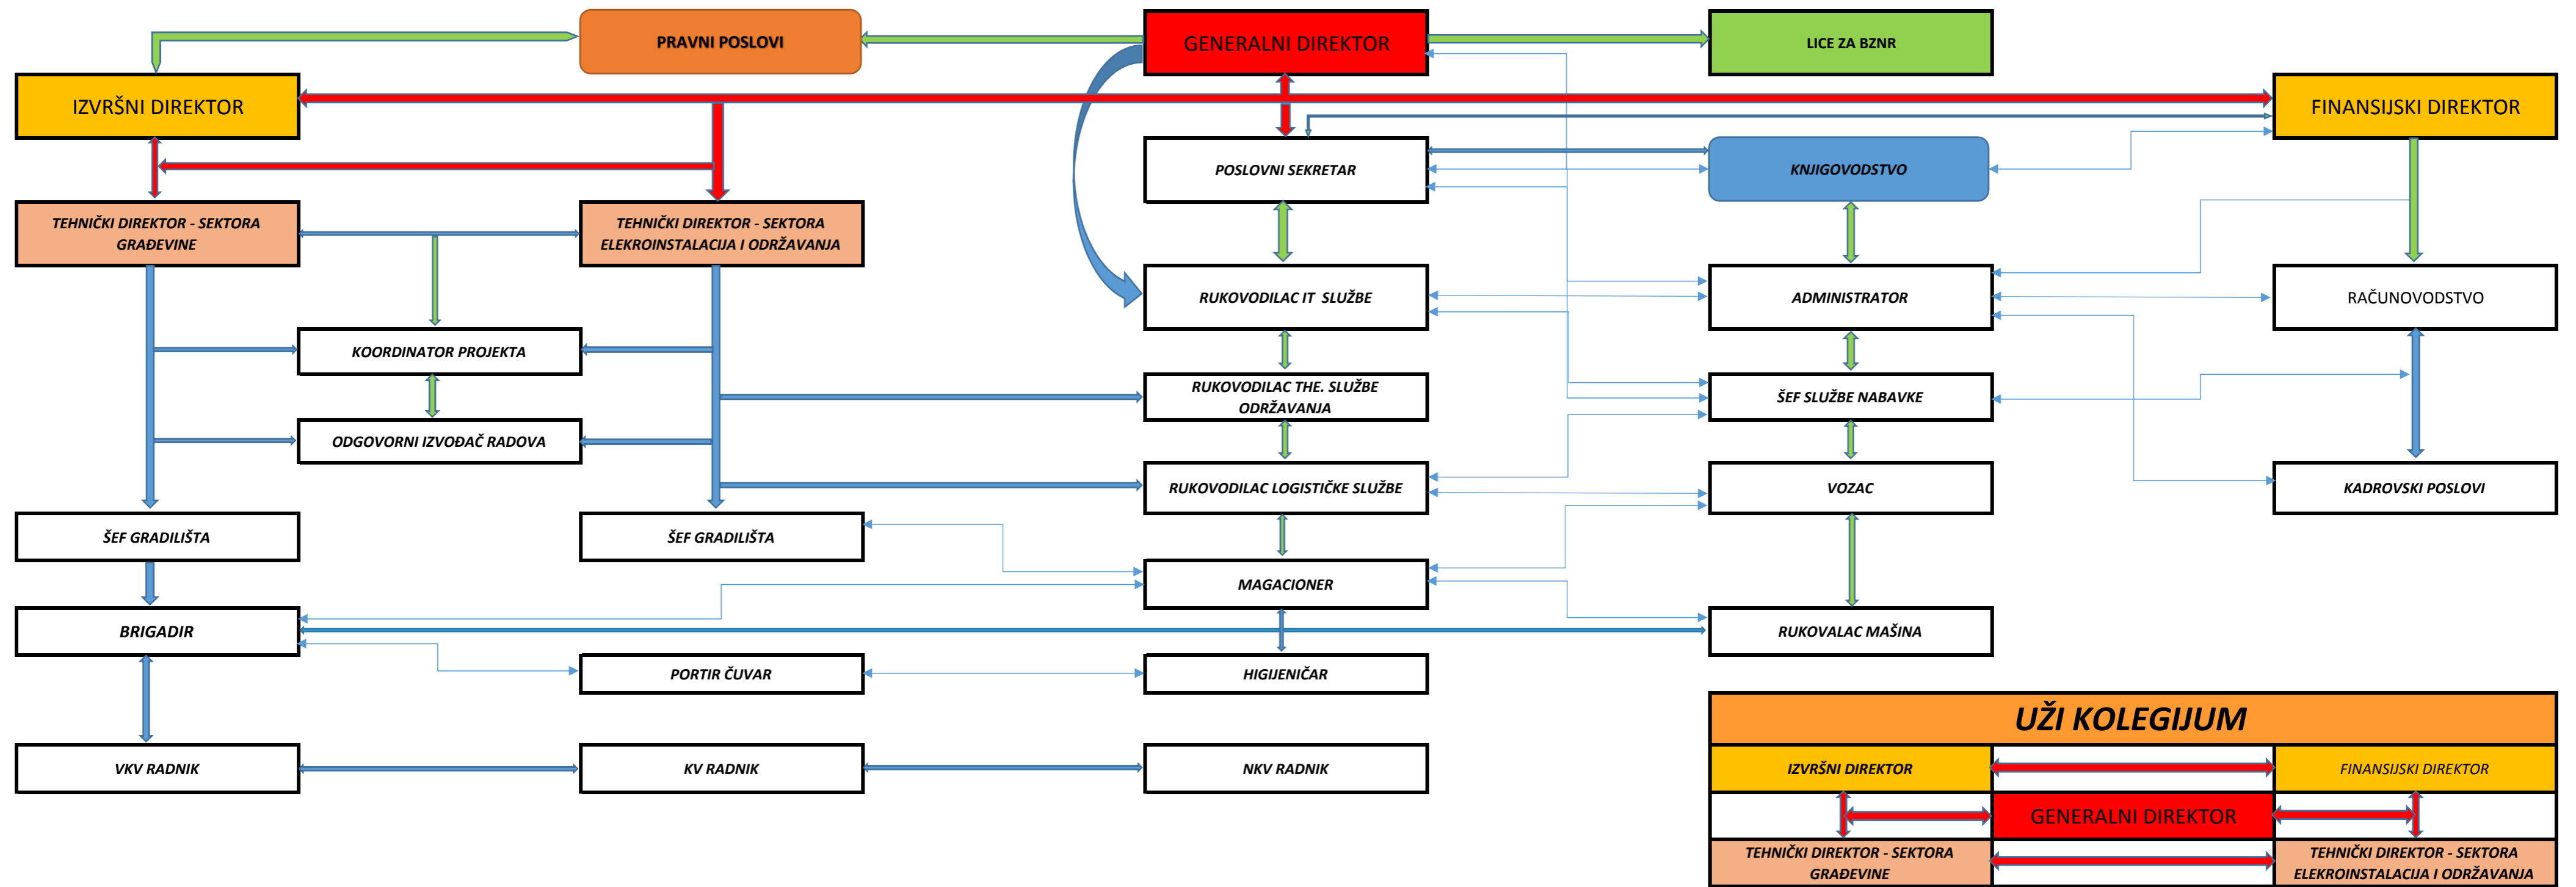 PRAVNI POSLOVI
GENERALNI DIREKTOR
LICE ZA BZNR
IZVRŠNI DIREKTOR
FINANSIJSKI DIREKTOR
POSLOVNI SEKRETAR
KNJIGOVODSTVO
TEHNIČKI DIREKTOR - SEKTORA
GRAĐEVINE
TEHNIČKI DIREKTOR - SEKTORA
ELEKROINSTALACIJA I ODRŽAVANJA
RUKOVODILAC IT SLUŽBE
ADMINISTRATOR
RAČUNOVODSTVO
KOORDINATOR PROJEKTA
RUKOVODILAC THE. SLUŽBE
ODRŽAVANJA
ŠEF SLUŽBE NABAVKE
ODGOVORNI IZVOĐAČ RADOVA
RUKOVODILAC LOGISTIČKE SLUŽBE
VOZAC
KADROVSKI POSLOVI
ŠEF GRADILIŠTA
ŠEF GRADILIŠTA
MAGACIONER
BRIGADIR
RUKOVALAC MAŠINA
PORTIR ČUVAR
HIGIJENIČAR
VKV RADNIK
KV RADNIK
NKV RADNIK
UŽI KOLEGIJUM
IZVRŠNI DIREKTOR
FINANSIJSKI DIREKTOR
GENERALNI DIREKTOR
TEHNIČKI DIREKTOR - SEKTORA
GRAĐEVINE
TEHNIČKI DIREKTOR - SEKTORA
ELEKROINSTALACIJA I ODRŽAVANJA